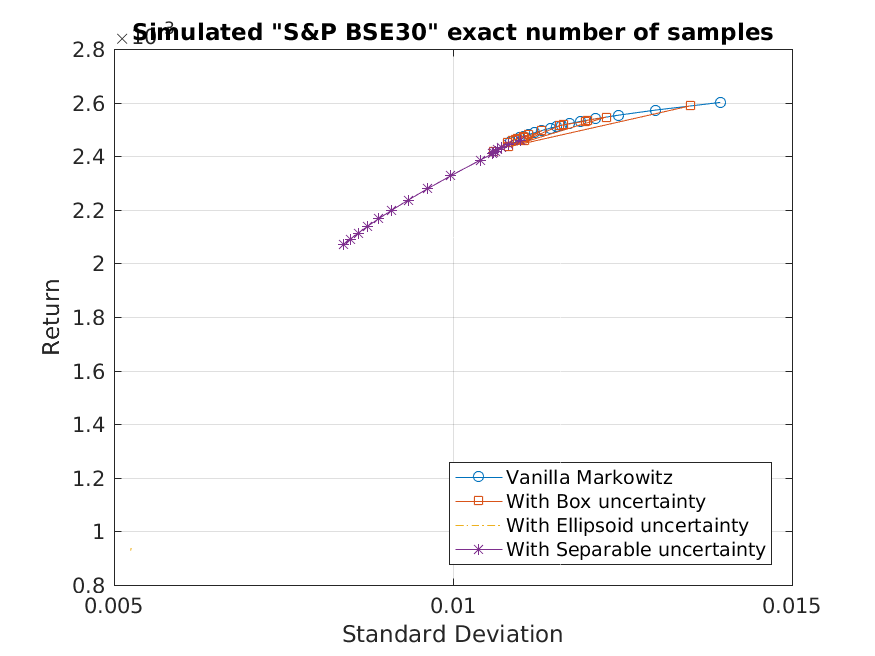 Simulated "S&P BSE30" exact number of samples
×10⁻³
2.8
2.6
2.4
2.2
2
1.8
1.6
1.4
1.2
1
0.8
Return
Vanilla Markowitz
With Box uncertainty
With Ellipsoid uncertainty
With Separable uncertainty
0.005
0.01
0.015
Standard Deviation